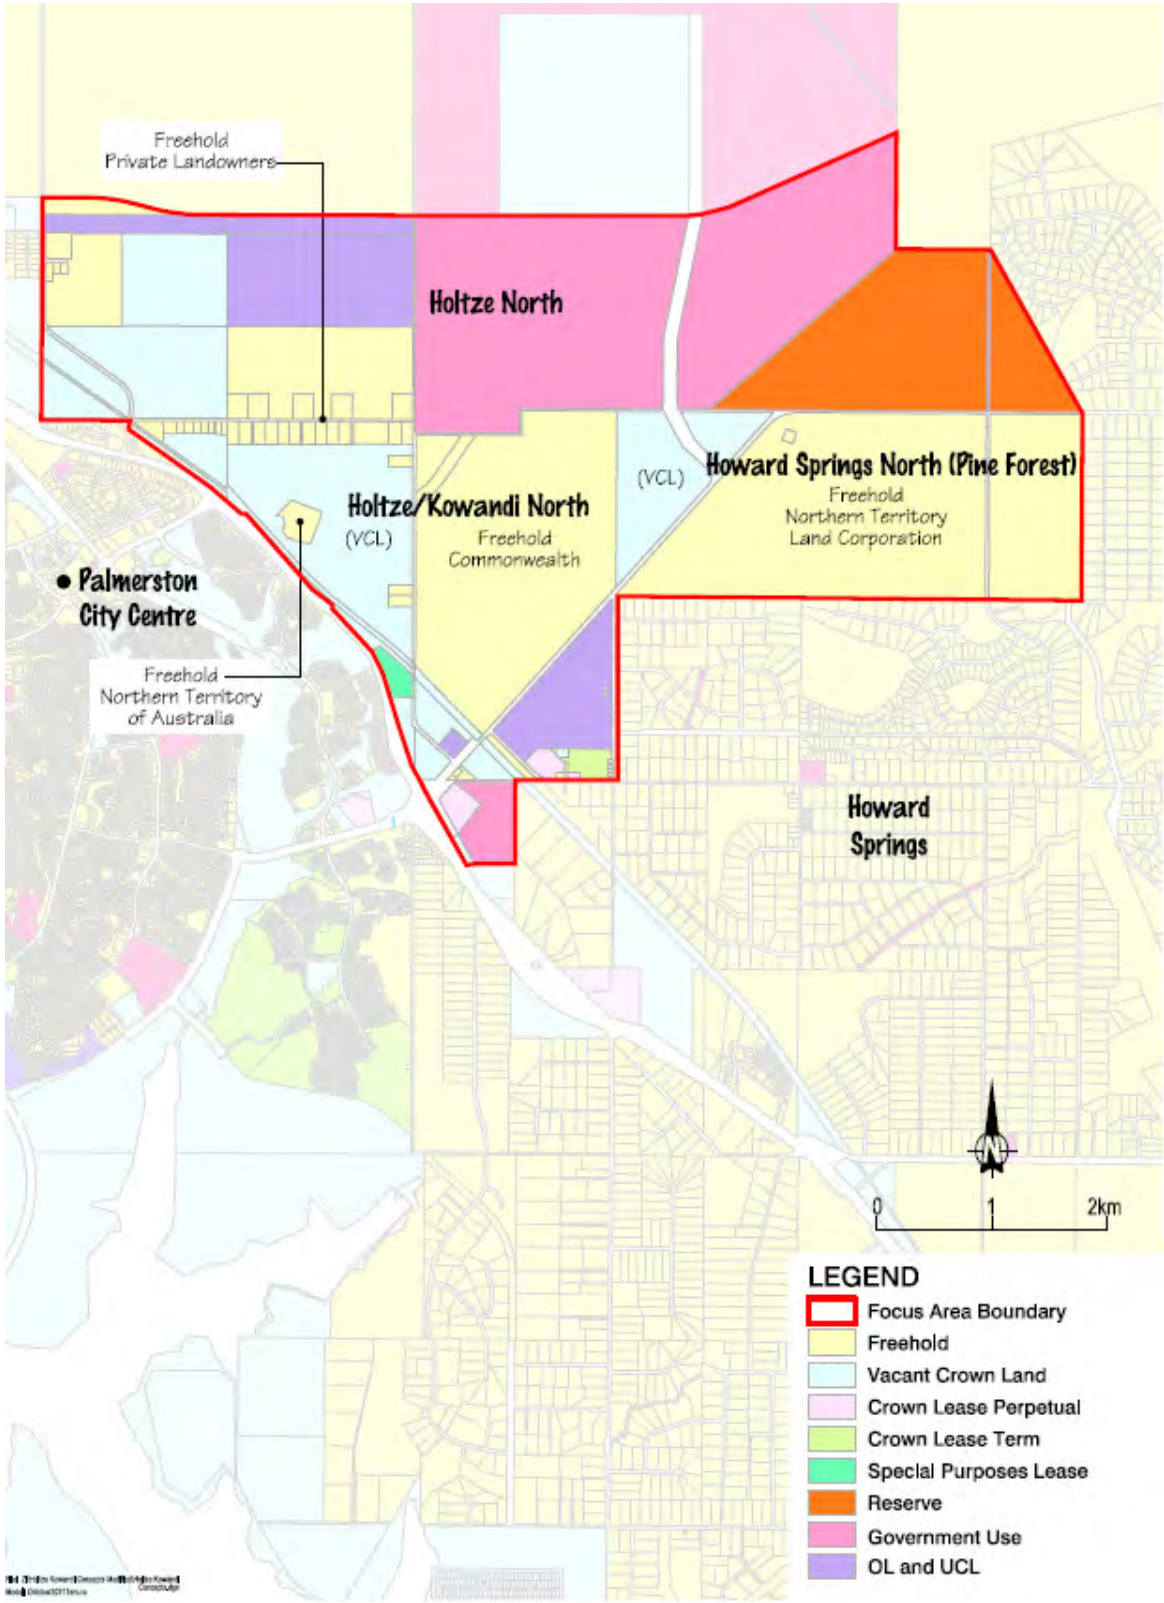 Freehold
Private Landowners
Holtze North
(VCL)
Howard Springs North (Pine Forest)
Freehold
Northern Territory
Land Corporation
Holtze/Kowandi North
(VCL)
Freehold
Commonwealth
Palmerston
City Centre
Freehold
Northern Territory
of Australia
Howard
Springs
N
0 1 2km
LEGEND
Focus Area Boundary
Freehold
Vacant Crown Land
Crown Lease Perpetual
Crown Lease Term
Special Purposes Lease
Reserve
Government Use
OL and UCL